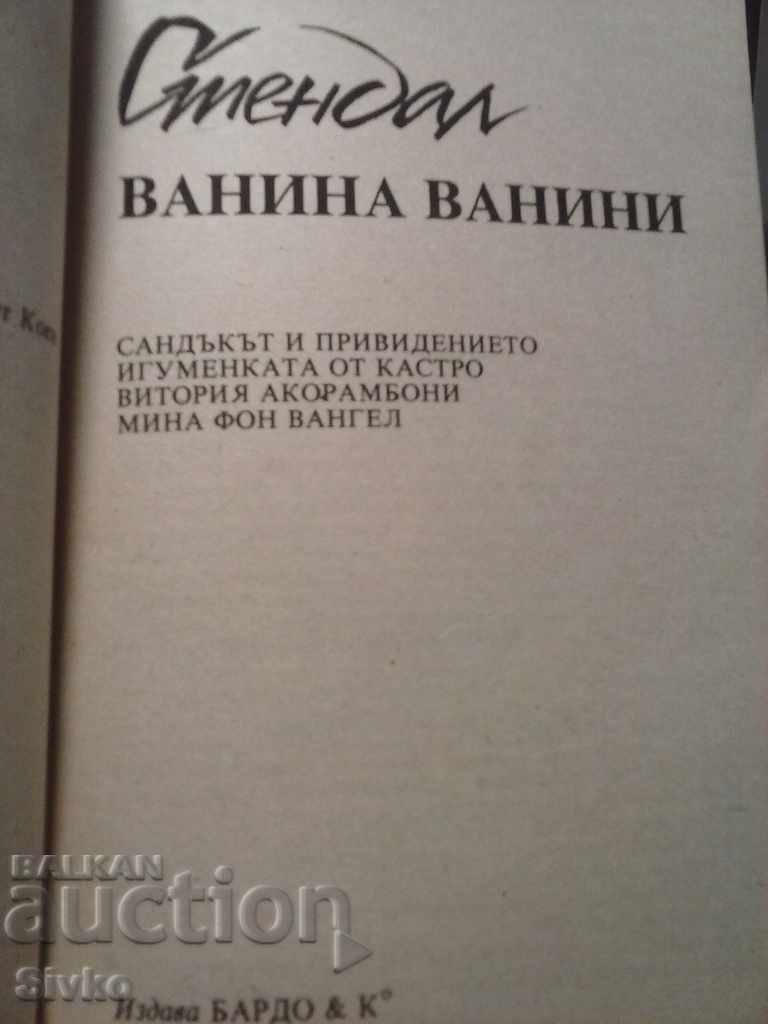 Стендал
ВАНИНА ВАНИНИ
САНДЪКЪТ И ПРИВИДЕНИЕТО
ИГУМЕНКАТА ОТ КАСТРО
ВИТОРИЯ АКОРАМБОНИ
МИНА ФОН ВАНГЕЛ
BALKAN
auction
Sivko
Издава БАРДО & К°